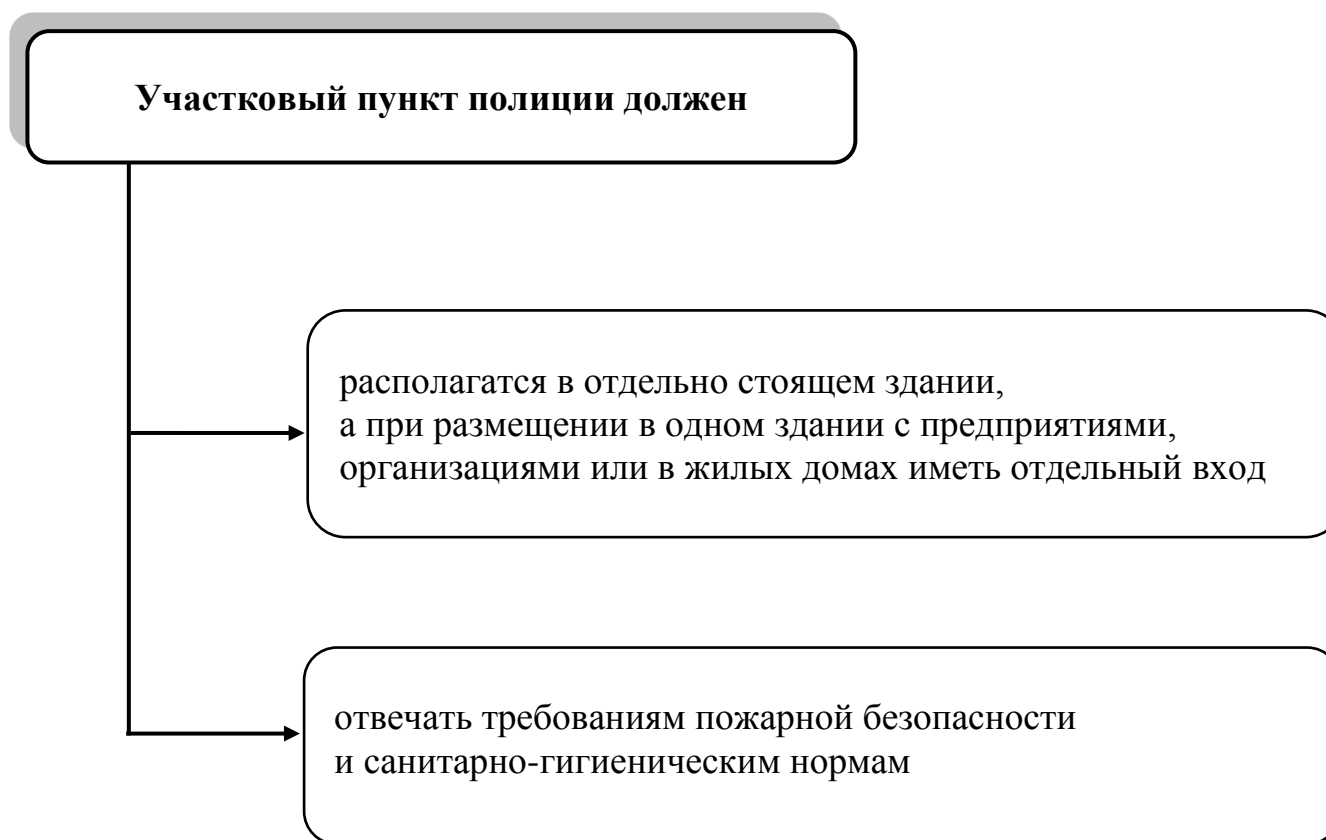 Участковый пункт полиции должен
располагатся в отдельно стоящем здании,
а при размещении в одном здании с предприятиями,
организациями или в жилых домах иметь отдельный вход
отвечать требованиям пожарной безопасности
и санитарно-гигиеническим нормам